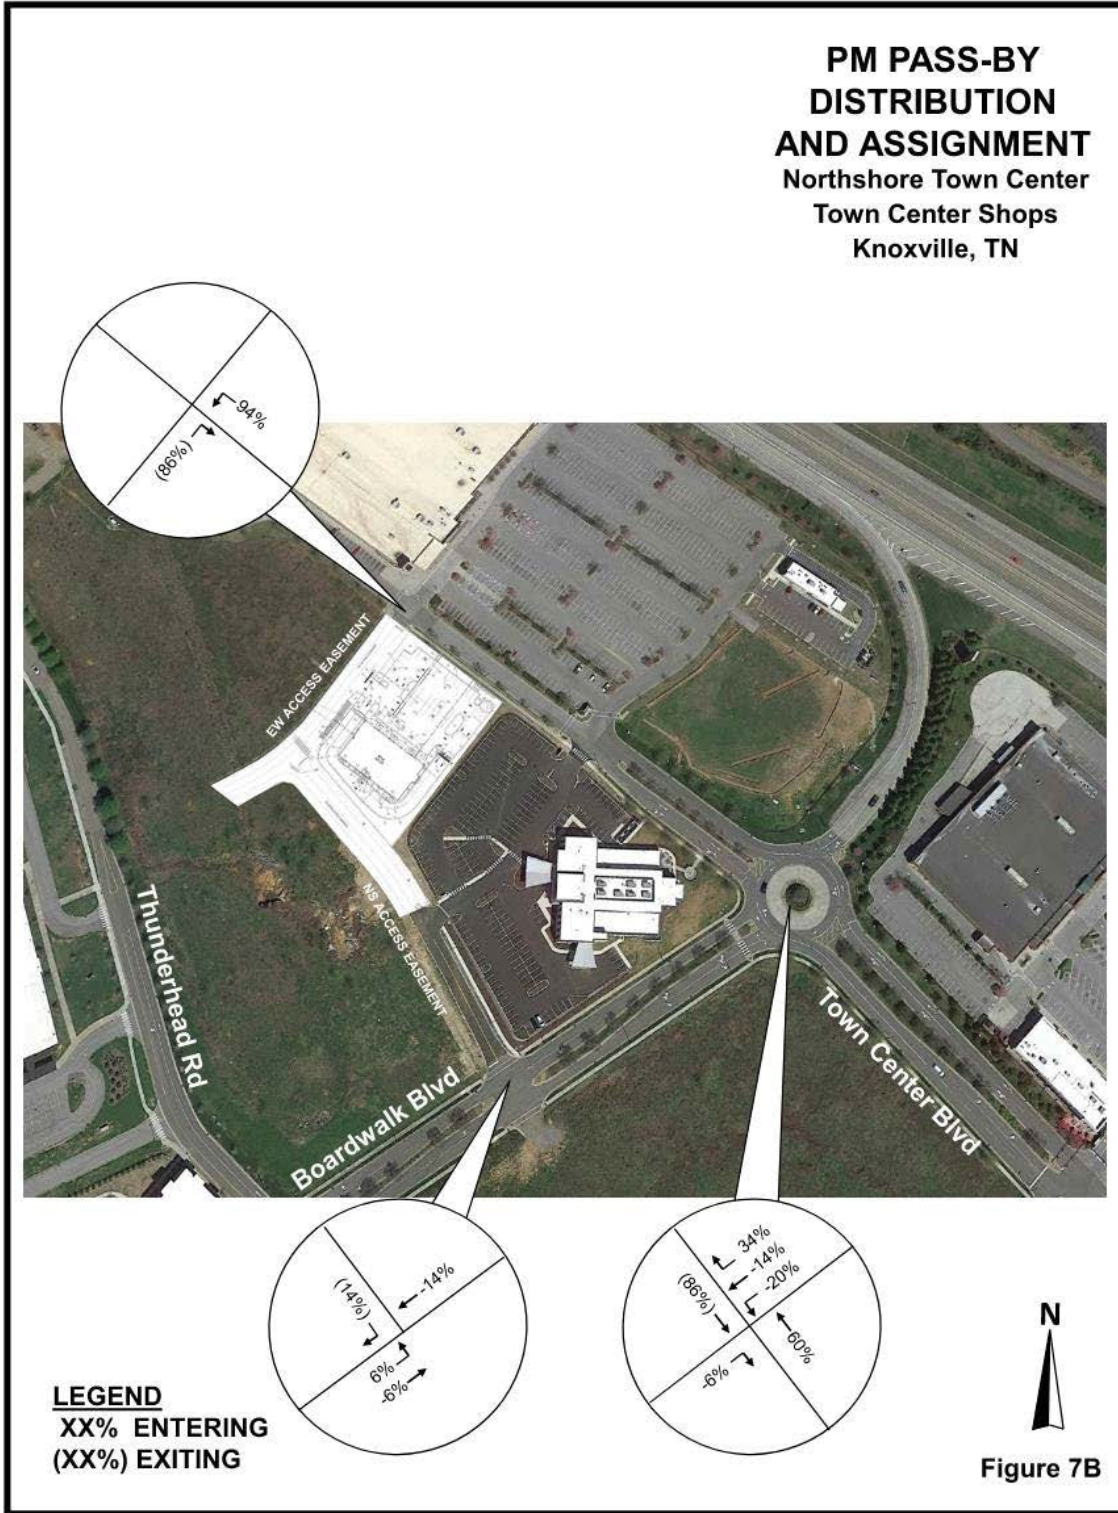 PM PASS-BY
DISTRIBUTION
AND ASSIGNMENT
Northshore Town Center
Town Center Shops
Knoxville, TN
94%
(86%)
EW ACCESS EASEMENT
NS ACCESS EASEMENT
Thunderhead Rd
Boardwalk Blvd
Town Center Blvd
-14%
(14%)
6%
-6%
34%
-14%
-20%
(86%)
60%
-6%
N
LEGEND
XX% ENTERING
(XX%) EXITING
Figure 7B